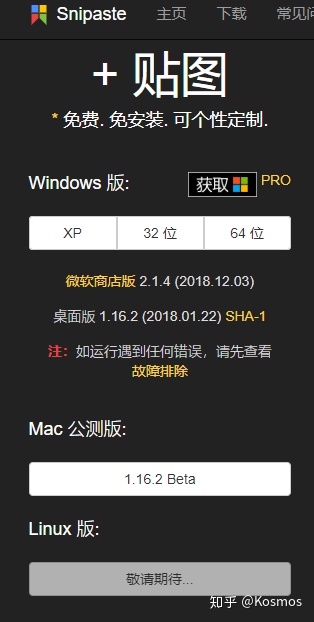 Snipaste 主页 下载 常见问
+ 贴图
* 免费. 免安装. 可个性定制.
Windows 版: 获取 PRO
XP 32 位 64 位
微软商店版 2.1.4 (2018.12.03)
桌面版 1.16.2 (2018.01.22) SHA-1
注：如运行遇到任何错误，请先查看
故障排除
Mac 公测版:
1.16.2 Beta
Linux 版:
敬请期待...
知乎 @Kosmos